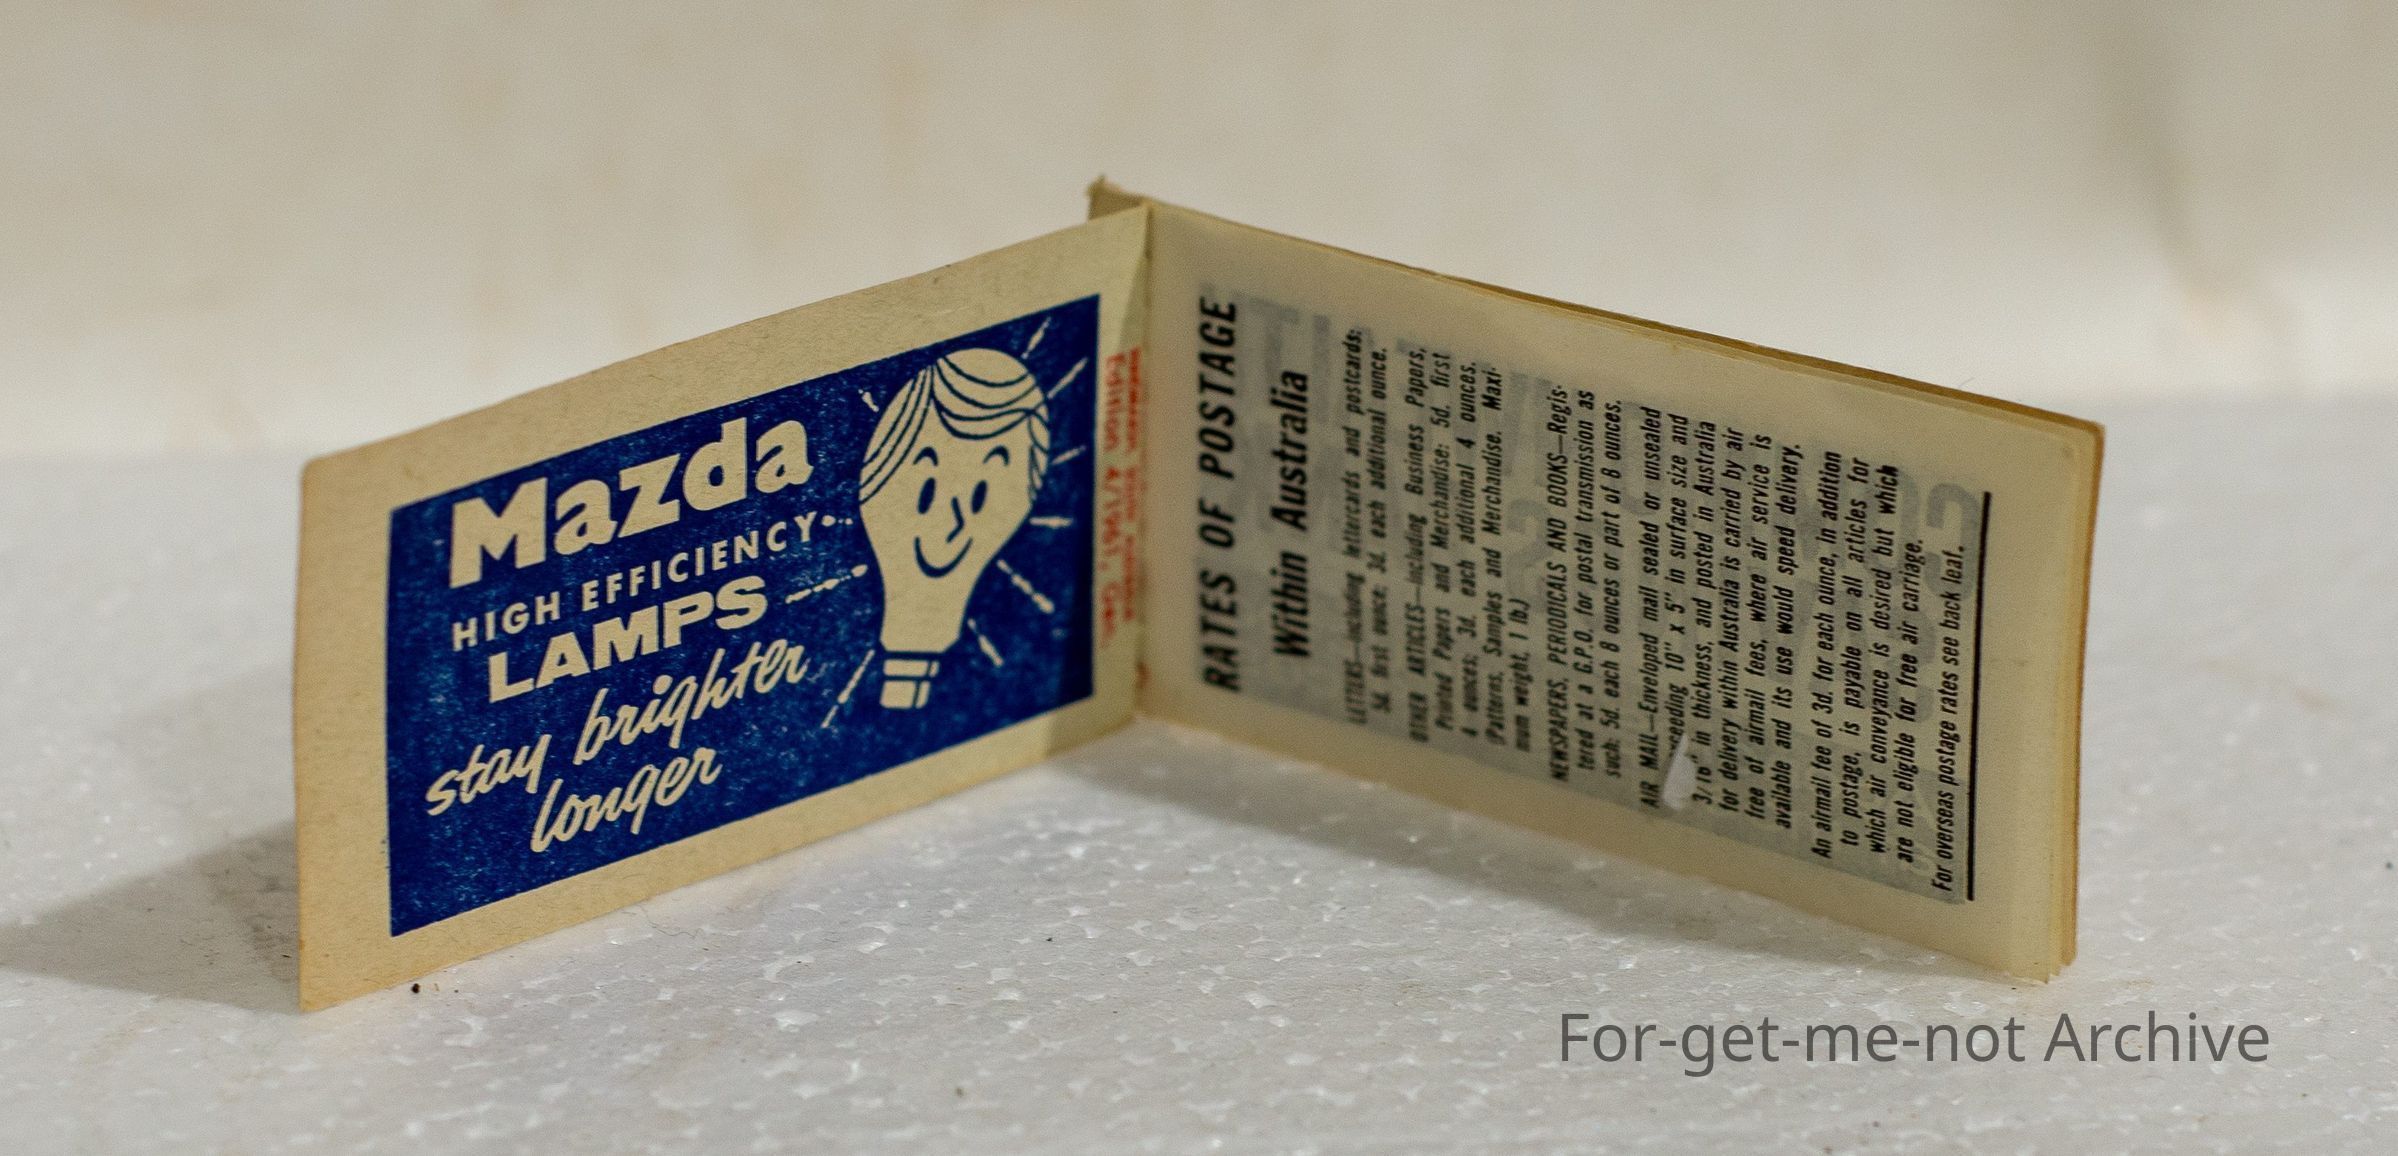 Mazda
HIGH EFFICIENCY
LAMPS
stay brighter
longer
Edition 4/1961,
RATES OF POSTAGE
Within Australia
LETTERS—including lettercards and postcards:
5d. first ounce: 3d. each additional ounce.
OTHER ARTICLES—including Business Papers,
Printed Papers and Merchandise: 5d. first
4 ounces; 3d. each additional 4 ounces.
Patterns, Samples and Merchandise. Maxi-
mum weight, 1 lb.)
NEWSPAPERS, PERIODICALS AND BOOKS—Regis-
tered at a G.P.O. for postal transmission as
such: 5d. each 8 ounces or part of 8 ounces.
AIR MAIL—Enveloped mail sealed or unsealed
10" x 5" in surface size and
3/16" in thickness, and posted in Australia
for delivery within Australia is carried by air
free of airmail fees, where air service is
available and its use would speed delivery.
An airmail fee of 3d. for each ounce, in addition
to postage, is payable on all articles for
which air conveyance is desired but which
are not eligible for free air carriage.
For overseas postage rates see back leaf.
For-get-me-not Archive